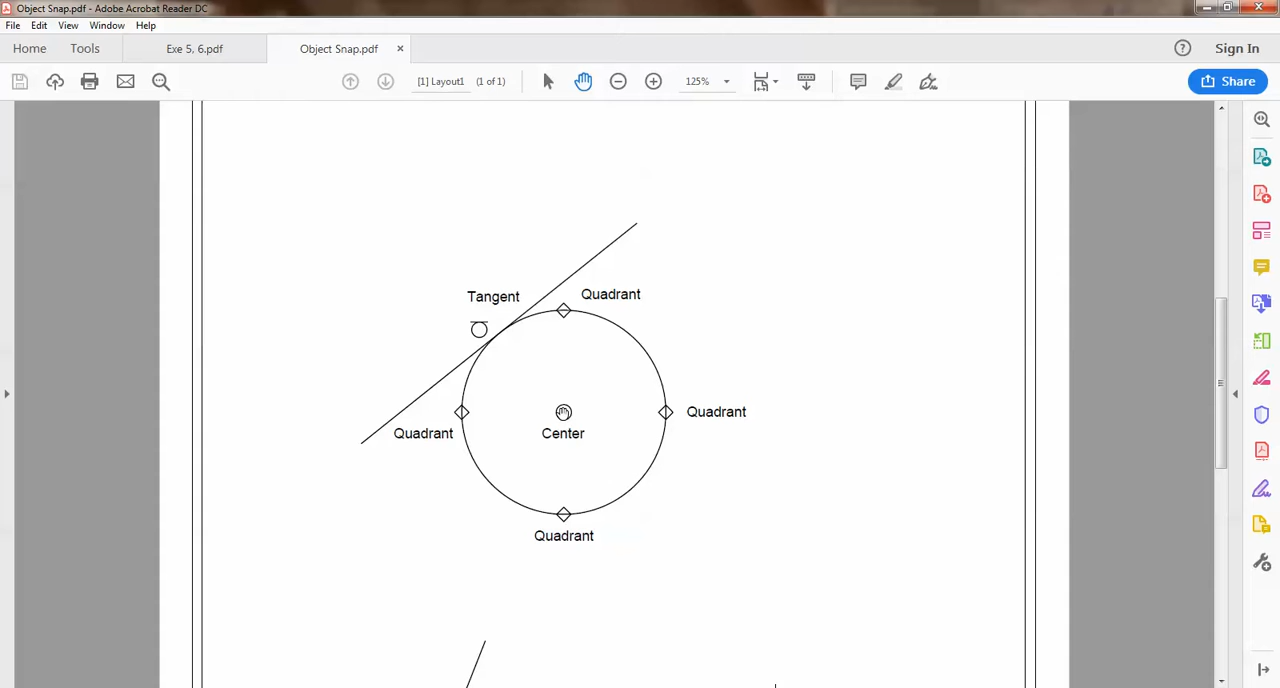 Object Snap.pdf - Adobe Acrobat Reader DC
File Edit View Window Help
Home Tools Exe 5, 6.pdf Object Snap.pdf × ? Sign In
[1] Layout1 (1 of 1) 125% Share
Tangent Quadrant
Quadrant
Quadrant Center
Quadrant